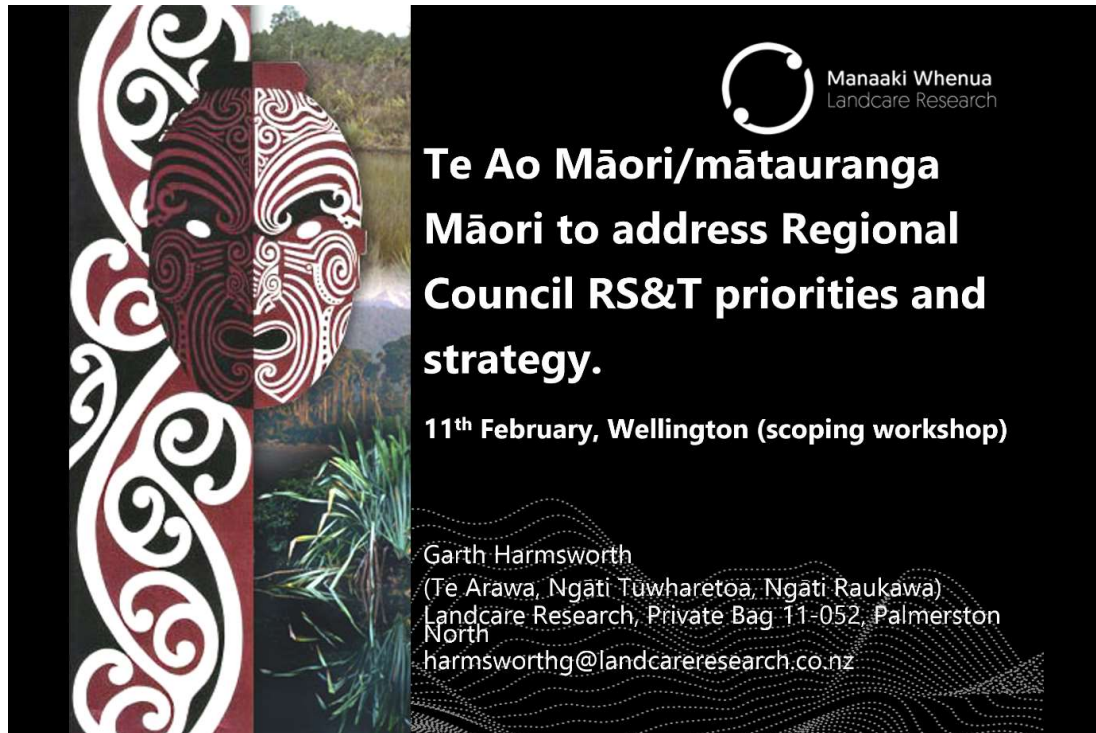 Manaaki Whenua
Landcare Research
Te Ao Māori/mātauranga
Māori to address Regional
Council RS&T priorities and
strategy.
11th February, Wellington (scoping workshop)
Garth Harmsworth
(Te Arawa, Ngāti Tūwharetoa, Ngāti Raukawa)
Landcare Research, Private Bag 11-052, Palmerston
North
harmsworthg@landcareresearch.co.nz